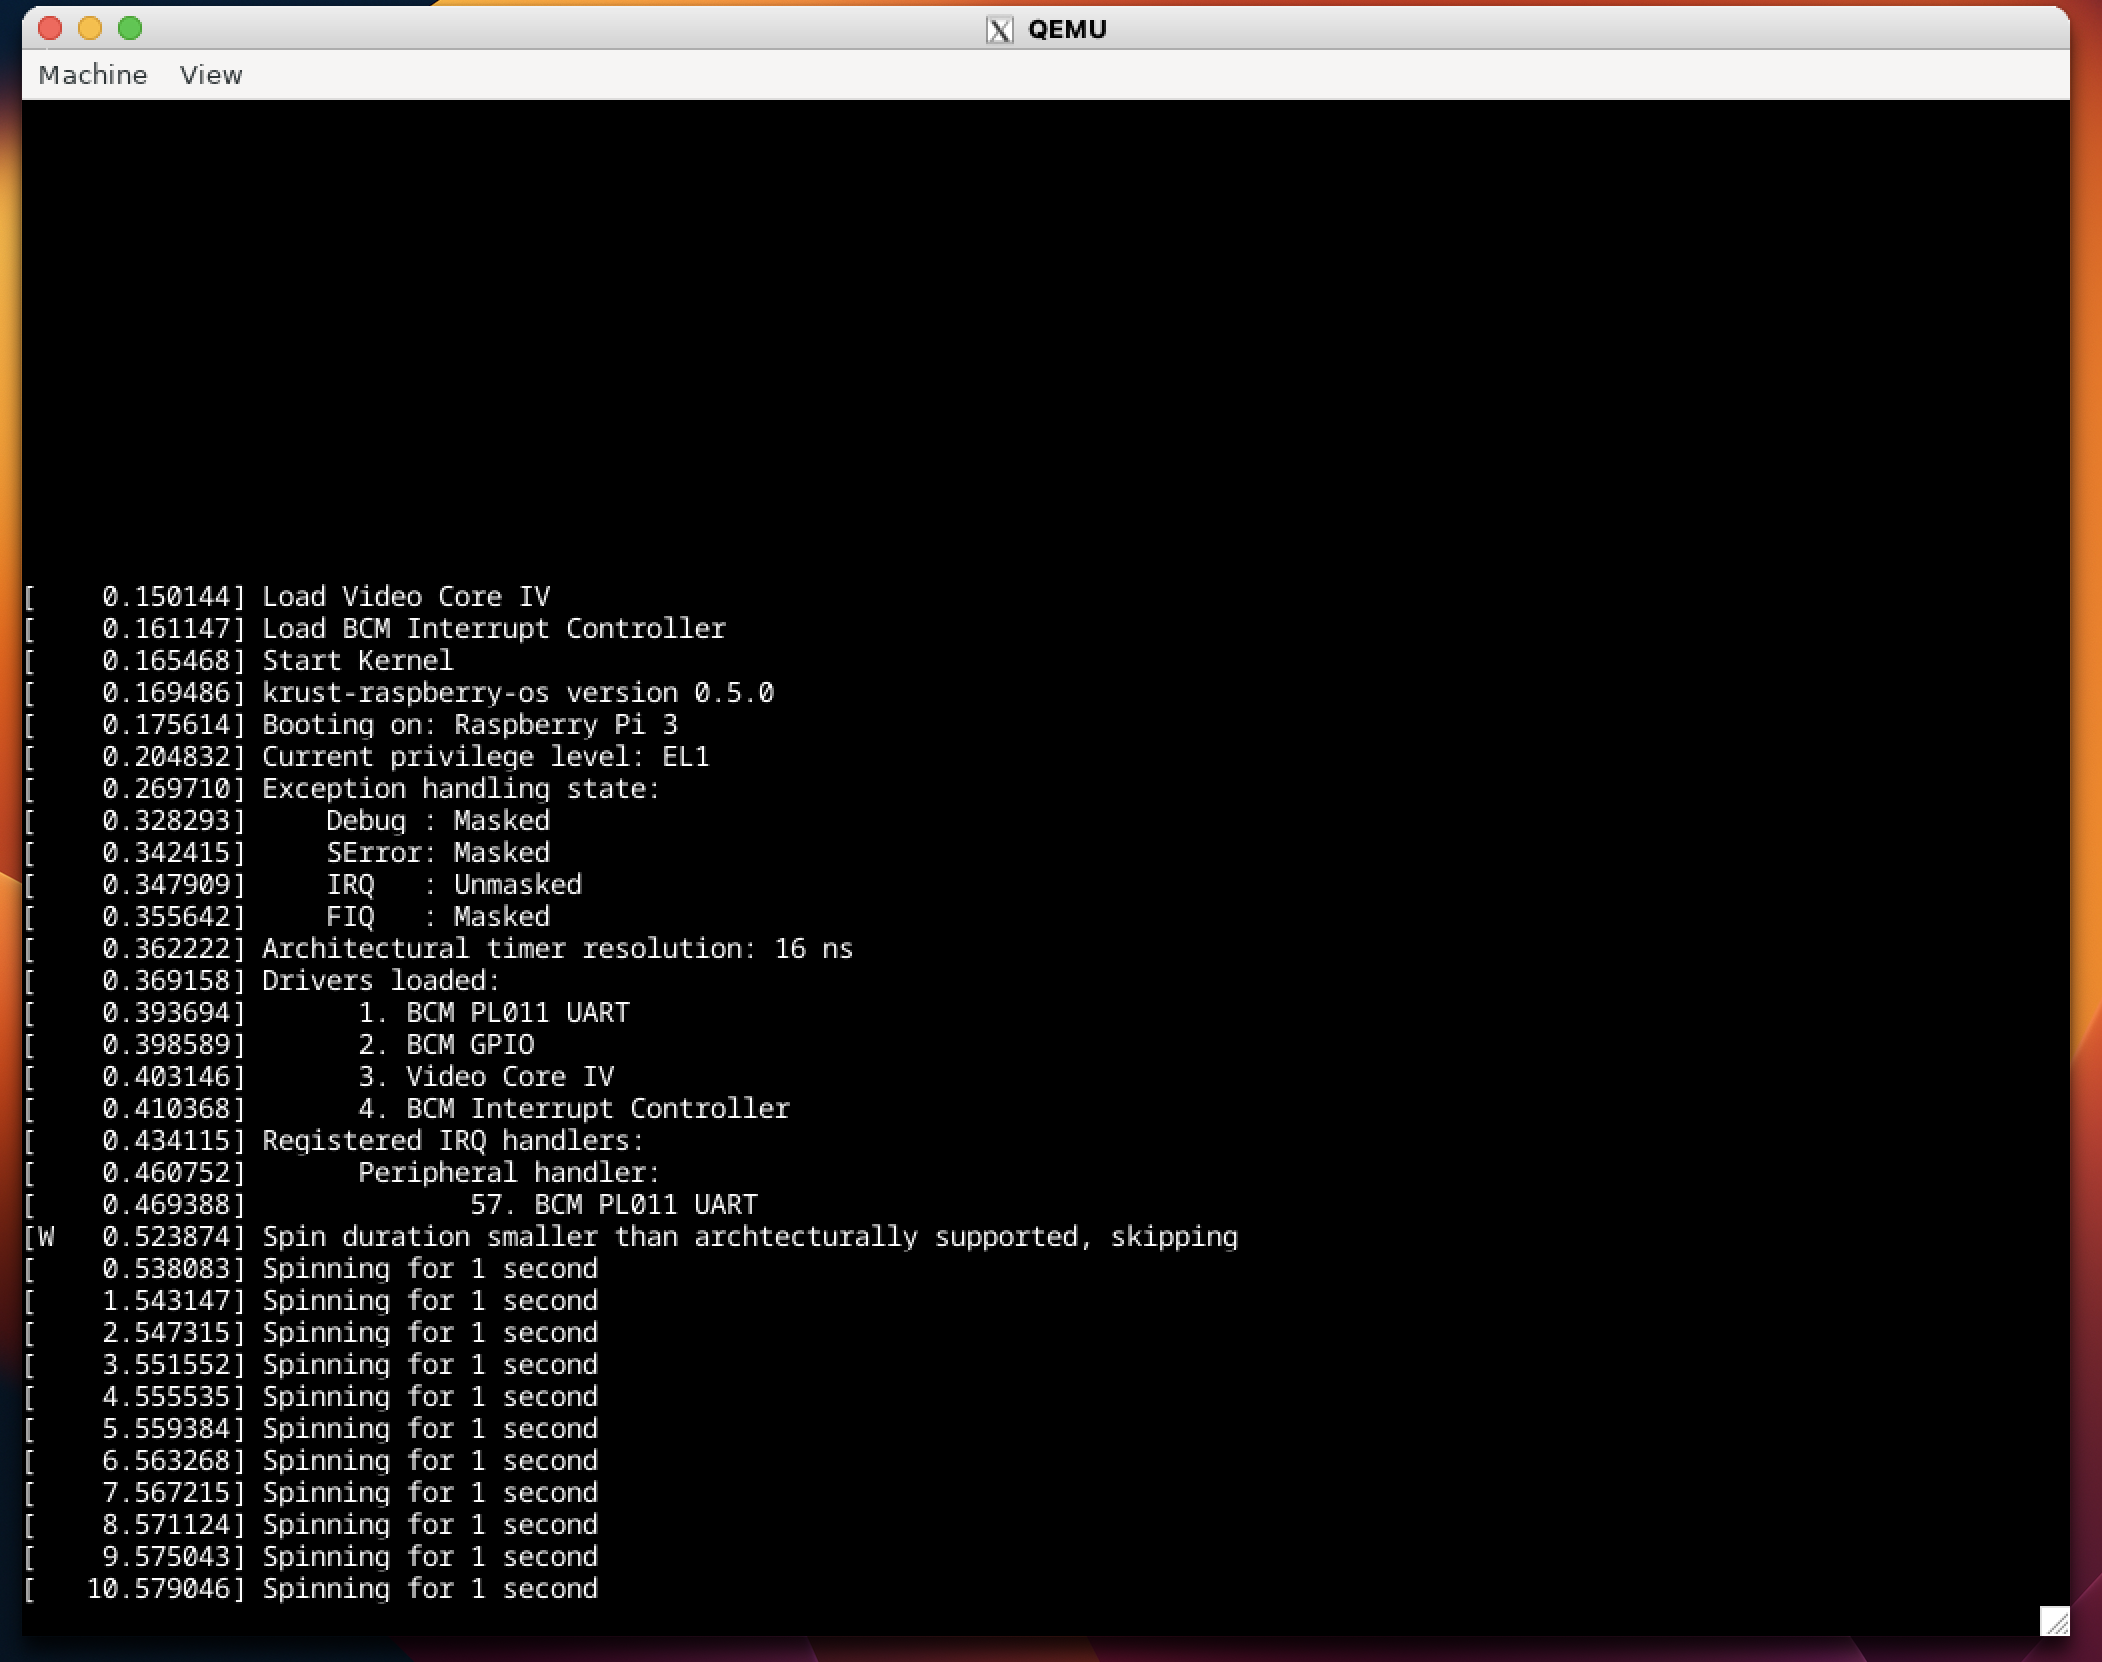 QEMU
Machine View
[    0.150144] Load Video Core IV
[    0.161147] Load BCM Interrupt Controller
[    0.165468] Start Kernel
[    0.169486] krust-raspberry-os version 0.5.0
[    0.175614] Booting on: Raspberry Pi 3
[    0.204832] Current privilege level: EL1
[    0.269710] Exception handling state:
[    0.328293]     Debug : Masked
[    0.342415]     SError: Masked
[    0.347909]     IRQ   : Unmasked
[    0.355642]     FIQ   : Masked
[    0.362222] Architectural timer resolution: 16 ns
[    0.369158] Drivers loaded:
[    0.393694]       1. BCM PL011 UART
[    0.398589]       2. BCM GPIO
[    0.403146]       3. Video Core IV
[    0.410368]       4. BCM Interrupt Controller
[    0.434115] Registered IRQ handlers:
[    0.460752]       Peripheral handler:
[    0.469388]              57. BCM PL011 UART
[W   0.523874] Spin duration smaller than archtecturally supported, skipping
[    0.538083] Spinning for 1 second
[    1.543147] Spinning for 1 second
[    2.547315] Spinning for 1 second
[    3.551552] Spinning for 1 second
[    4.555535] Spinning for 1 second
[    5.559384] Spinning for 1 second
[    6.563268] Spinning for 1 second
[    7.567215] Spinning for 1 second
[    8.571124] Spinning for 1 second
[    9.575043] Spinning for 1 second
[   10.579046] Spinning for 1 second